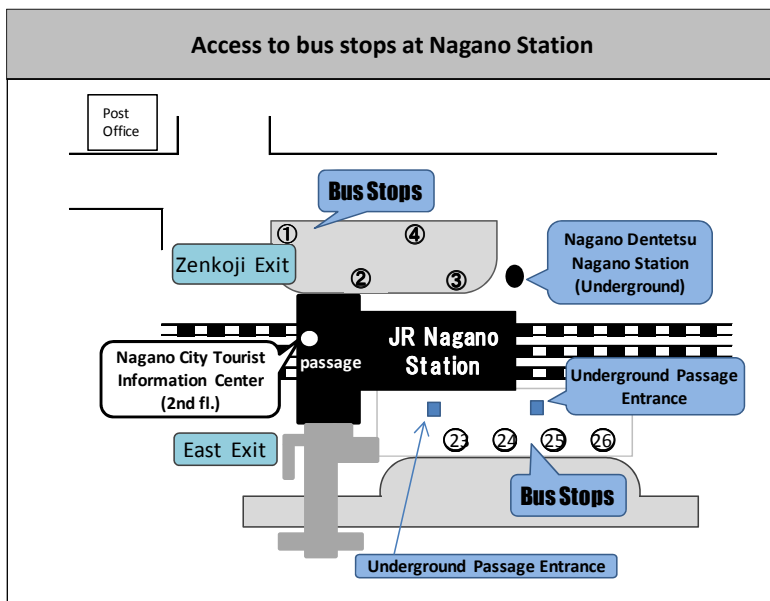 Access to bus stops at Nagano Station
Post
Office
Bus Stops
① ④
Zenkoji Exit
② ③
Nagano Dentetsu
Nagano Station
(Underground)
JR Nagano
Station
passage
Nagano City Tourist
Information Center
(2nd fl.)
Underground Passage
Entrance
East Exit
23 24 25 26
Bus Stops
Underground Passage Entrance